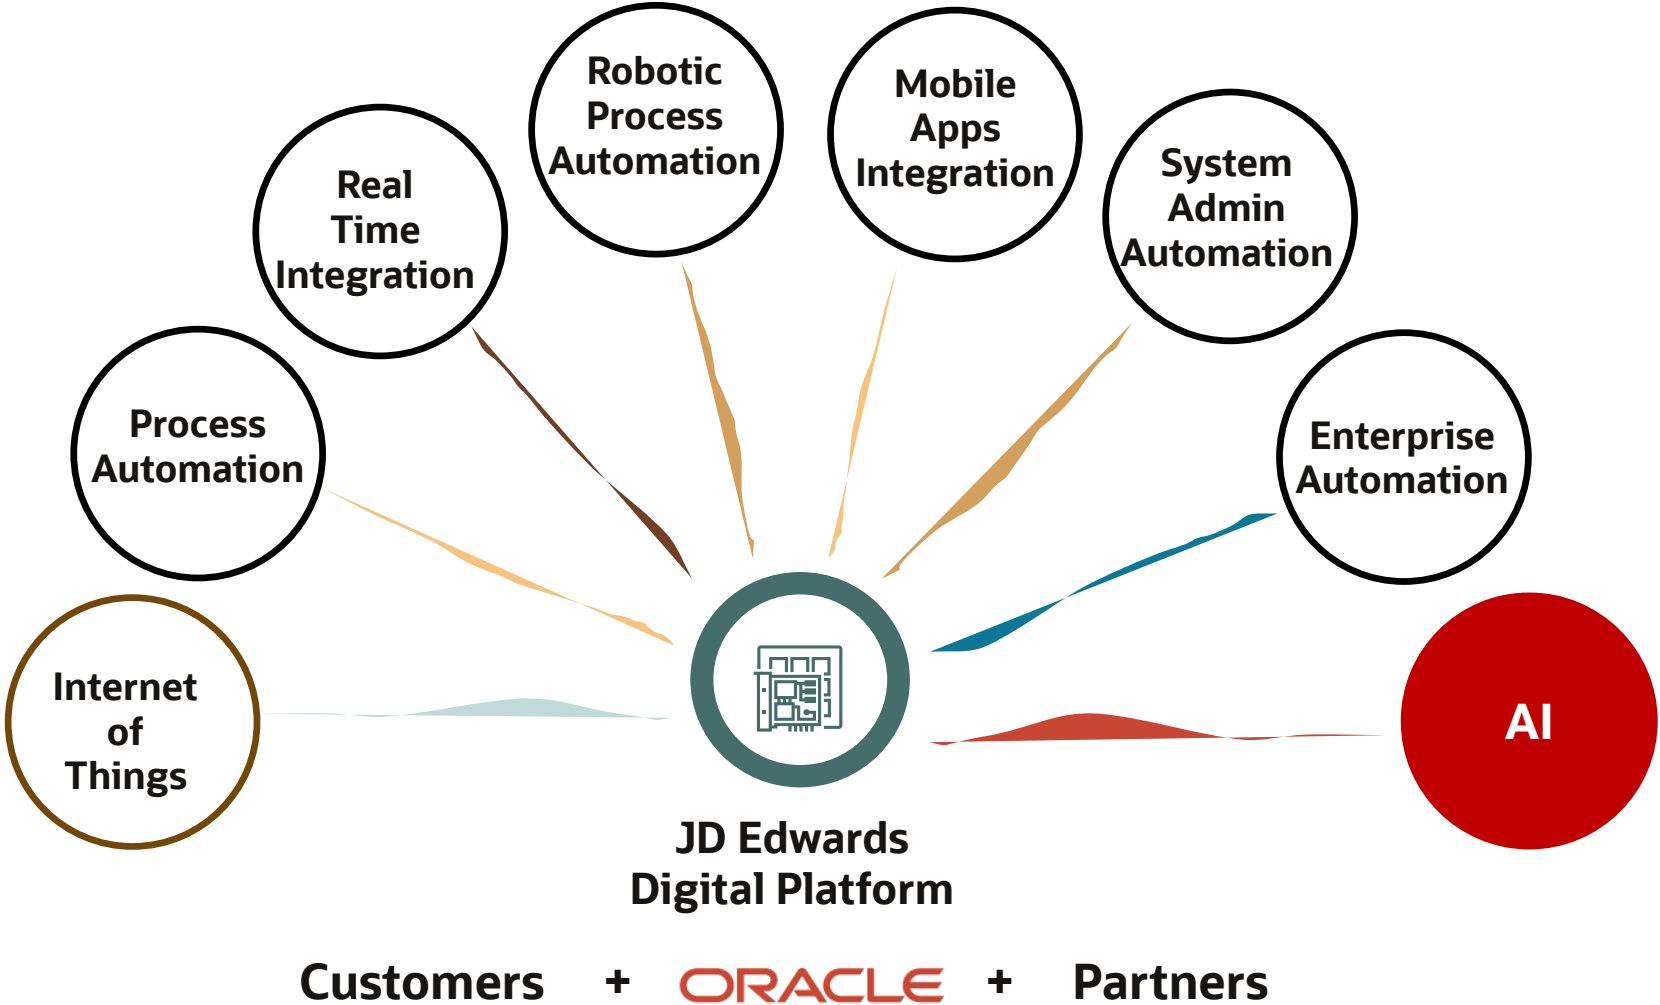 Robotic
Process
Automation
Mobile
Apps
Integration
Real
Time
Integration
System
Admin
Automation
Process
Automation
Enterprise
Automation
Internet
of
Things
AI
JD Edwards
Digital Platform
Customers + ORACLE + Partners